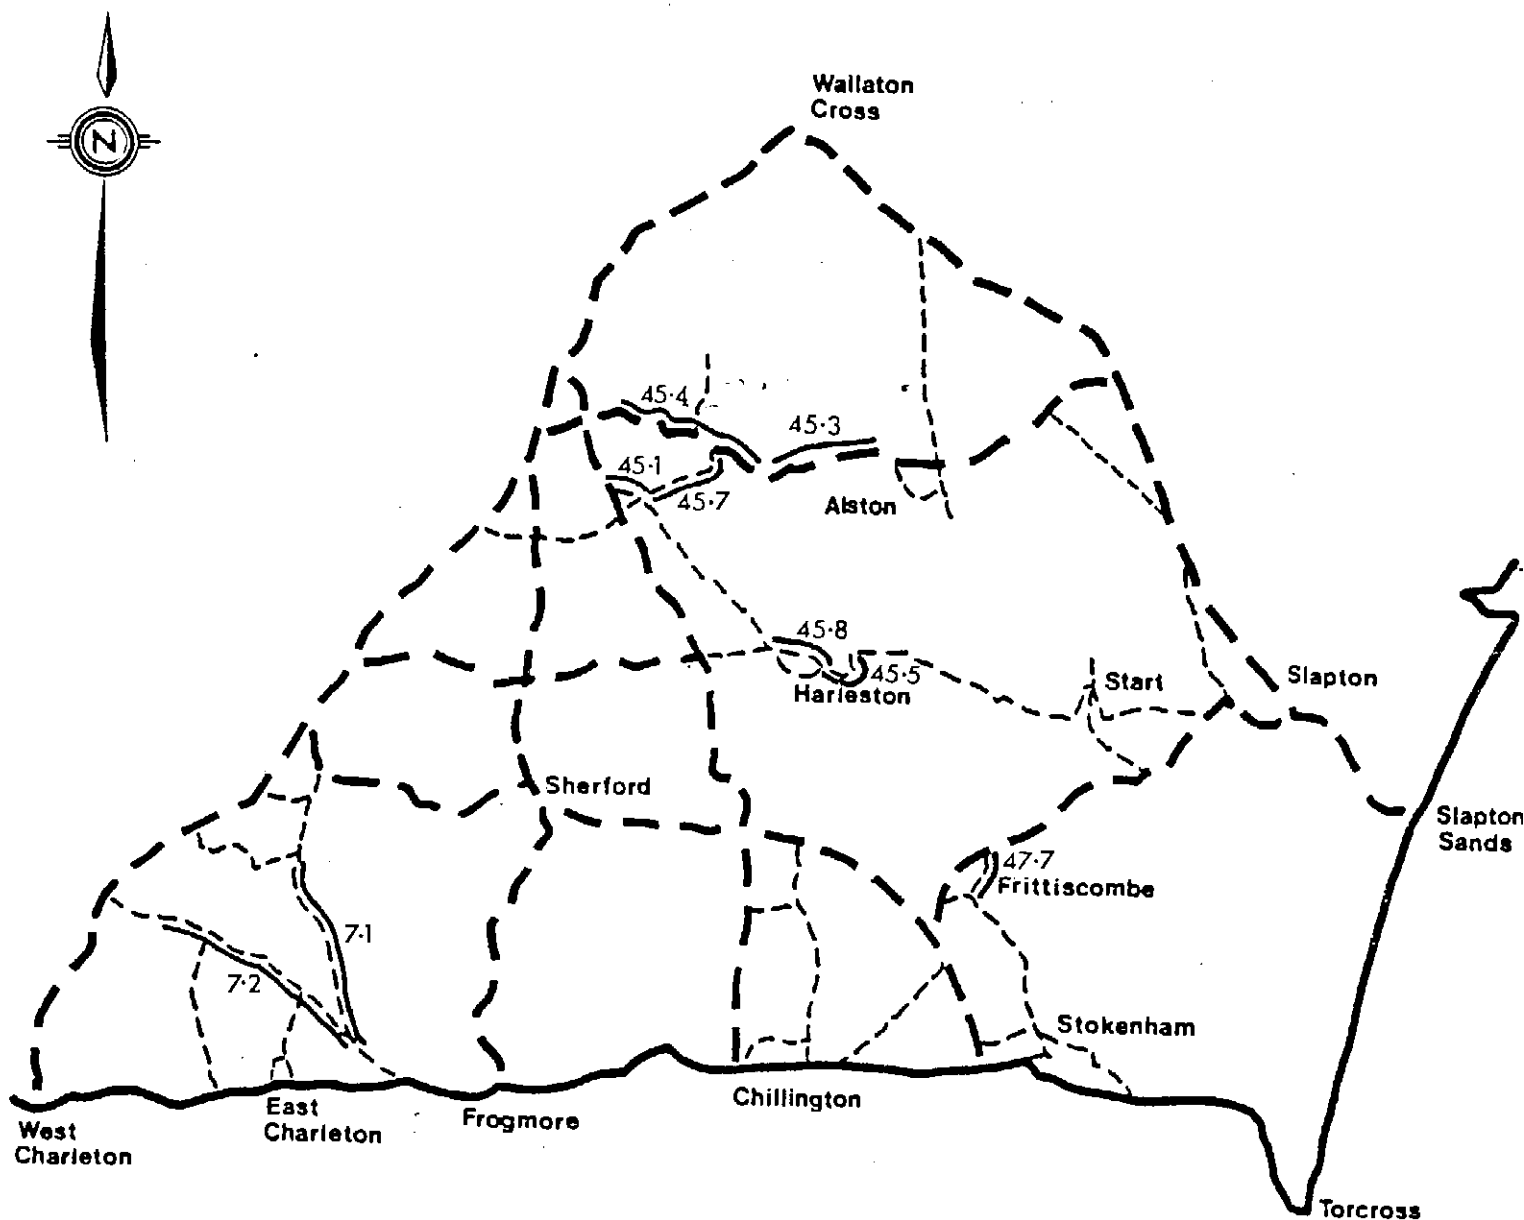 Wallaton
Cross
N
45·4
45·3
45·1
45·7
Alston
45·8
45·5
Harleston
Start
Slapton
Sherford
Slapton
Sands
47·7
Frittiscombe
7·1
7·2
Stokenham
Chillington
East
Charleton
Frogmore
West
Charleton
Torcross